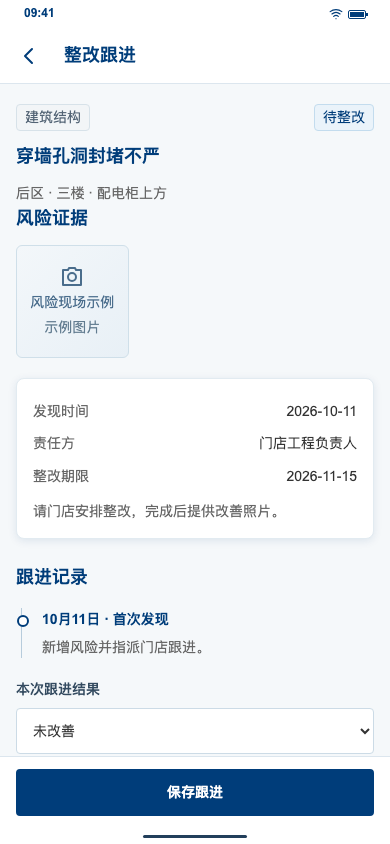 09:41
整改跟进
建筑结构
待整改
穿墙孔洞封堵不严
后区 · 三楼 · 配电柜上方
风险证据
风险现场示例
示例图片
发现时间 2026-10-11
责任方 门店工程负责人
整改期限 2026-11-15
请门店安排整改，完成后提供改善照片。
跟进记录
10月11日 · 首次发现
新增风险并指派门店跟进。
本次跟进结果
未改善
保存跟进